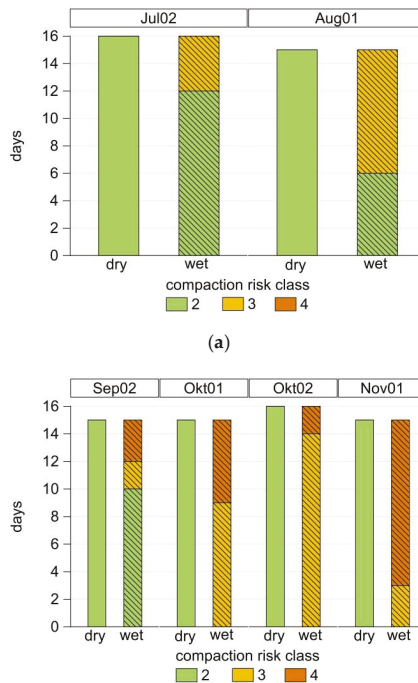 Jul02 Aug01
16
14
12
10
8
6
4
2
0
days
dry wet dry wet
compaction risk class
2 3 4
(a)
Sep02 Okt01 Okt02 Nov01
16
14
12
10
8
6
4
2
0
days
dry wet dry wet dry wet dry wet
compaction risk class
2 3 4